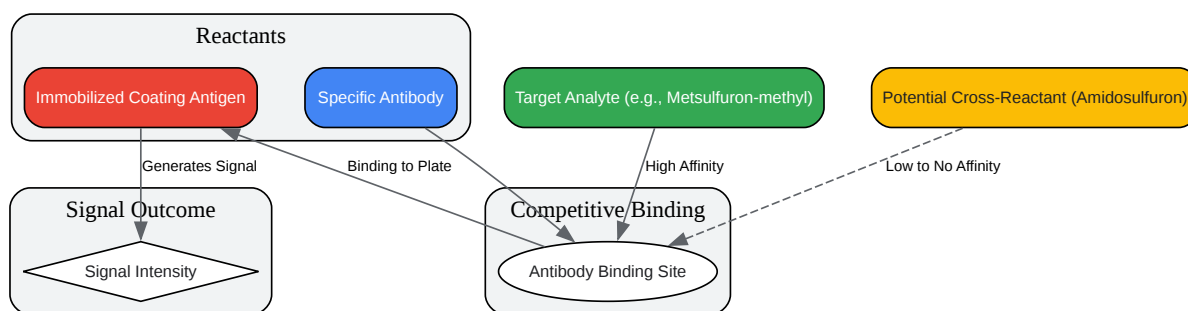 Reactants
Immobilized Coating Antigen
Specific Antibody
Target Analyte (e.g., Metsulfuron-methyl)
Potential Cross-Reactant (Amidosulfuron)
Generates Signal
Binding to Plate
High Affinity
Low to No Affinity
Signal Outcome
Competitive Binding
Signal Intensity
Antibody Binding Site